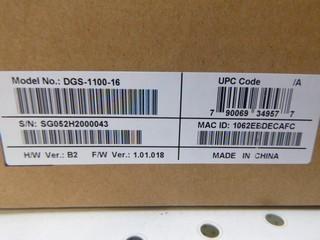 Model No.: DGS-1100-16
UPC Code /A
7 90069 34957 7
S/N: SG052H2000043
MAC ID: 1062EBDECAFC
H/W Ver.: B2 F/W Ver.: 1.01.018
MADE IN CHINA